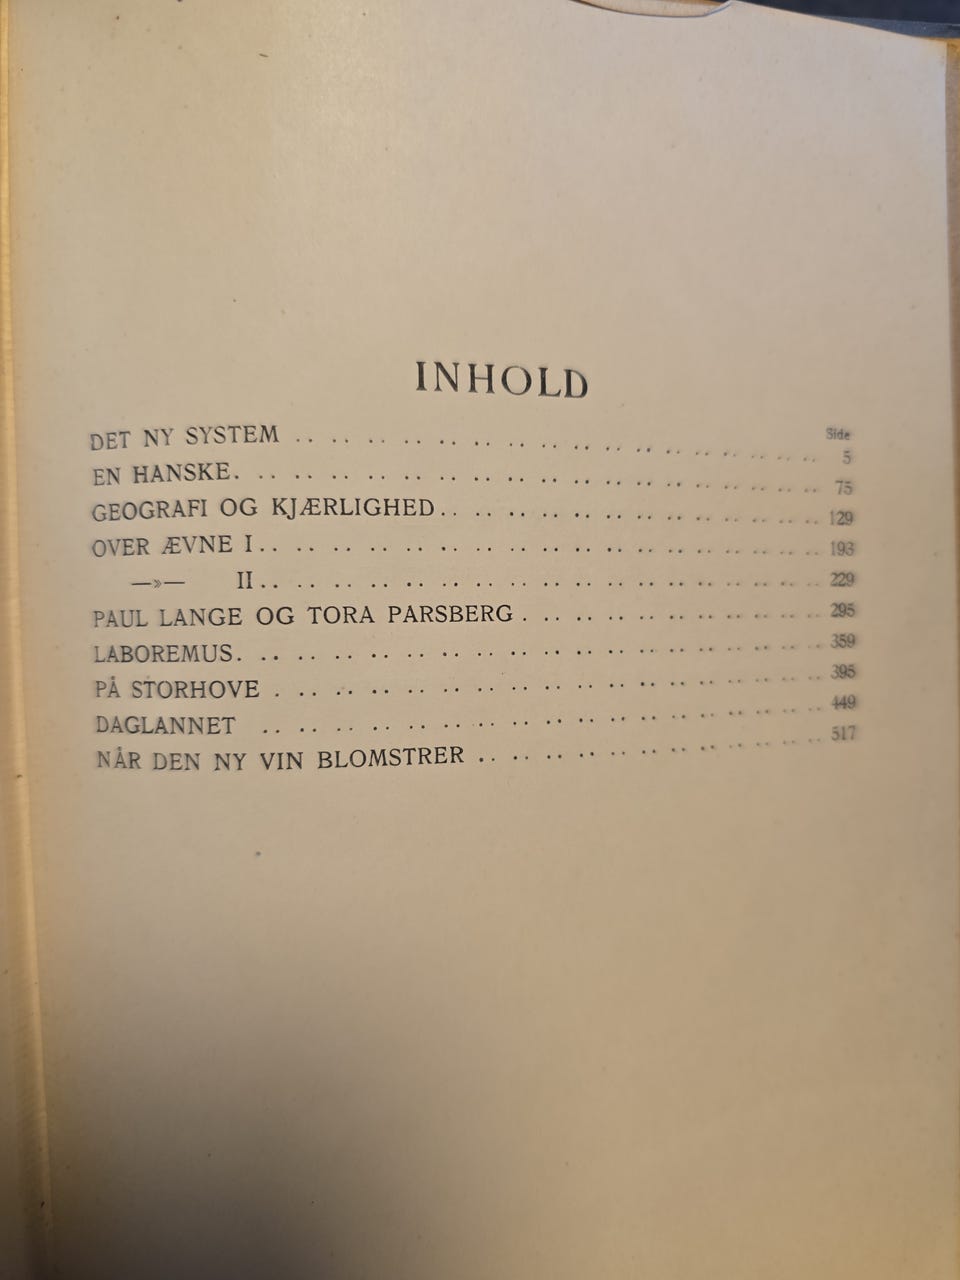 INHOLD
Side
DET NY SYSTEM .. .. .. .. .. .. .. .. .. .. .. .. .. .. .. 5
EN HANSKE. .. .. .. .. .. .. .. .. .. .. .. .. .. .. .. .. 75
GEOGRAFI OG KJÆRLIGHED .. .. .. .. .. .. .. .. .. .. .. 129
OVER ÆVNE I .. .. .. .. .. .. .. .. .. .. .. .. .. .. .. .. 193
—»— II .. .. .. .. .. .. .. .. .. .. .. .. .. .. .. .. 229
PAUL LANGE OG TORA PARSBERG . .. .. .. .. .. .. .. .. 295
LABOREMUS. .. .. .. .. .. .. .. .. .. .. .. .. .. .. .. .. 359
PÅ STORHOVE . .. .. .. .. .. .. .. .. .. .. .. .. .. .. .. 395
DAGLANNET .. .. .. .. .. .. .. .. .. .. .. .. .. .. .. .. 449
NÅR DEN NY VIN BLOMSTRER .. .. .. .. .. .. .. .. .. .. 517